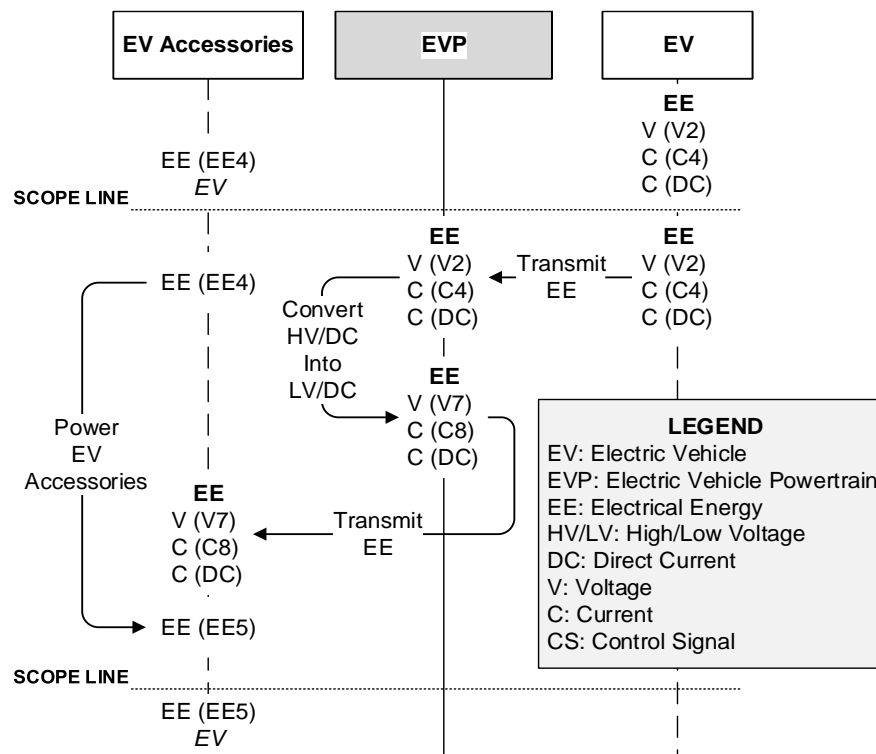 EV Accessories
EVP
EV
EE
V (V2)
C (C4)
C (DC)
EE (EE4)
EV
SCOPE LINE
EE (EE4)
EE
V (V2)
C (C4)
C (DC)
Transmit
EE
EE
V (V2)
C (C4)
C (DC)
Convert
HV/DC
Into
LV/DC
EE
V (V7)
C (C8)
C (DC)
Power
EV
Accessories
EE
V (V7)
C (C8)
C (DC)
Transmit
EE
EE (EE5)
LEGEND
EV: Electric Vehicle
EVP: Electric Vehicle Powertrain
EE: Electrical Energy
HV/LV: High/Low Voltage
DC: Direct Current
V: Voltage
C: Current
CS: Control Signal
SCOPE LINE
EE (EE5)
EV